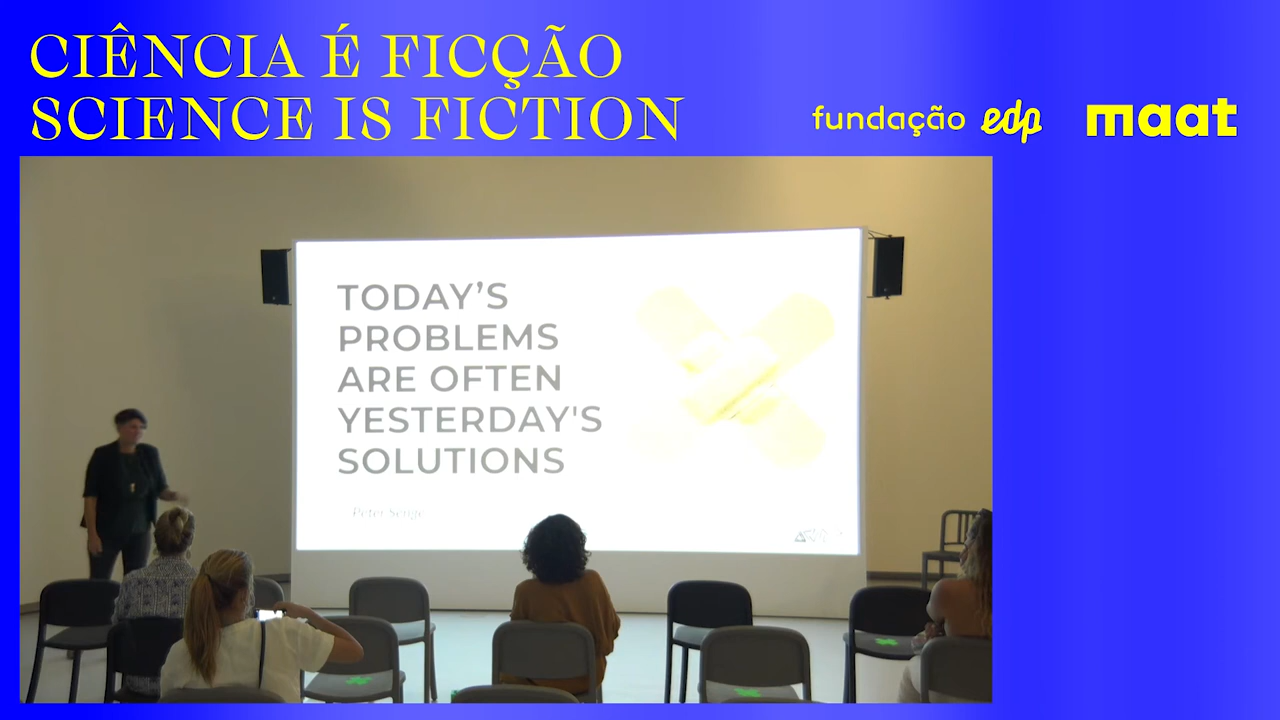 CIÊNCIA É FICÇÃO
SCIENCE IS FICTION
fundação edp
maat
TODAY’S
PROBLEMS
ARE OFTEN
YESTERDAY'S
SOLUTIONS
Peter Senge